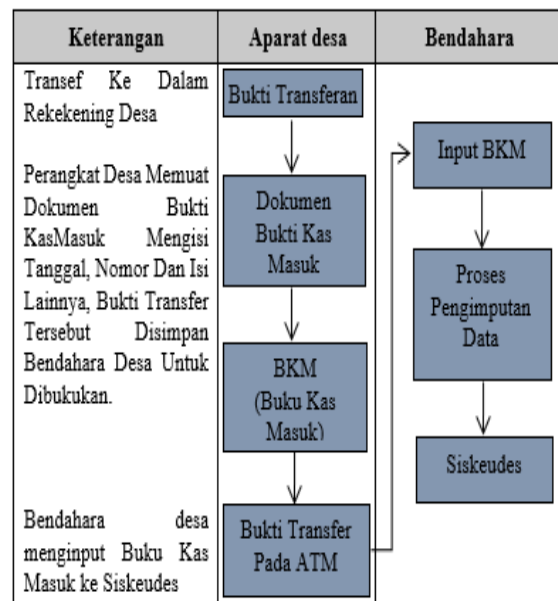 Keterangan
Aparat desa
Bendahara
Transef Ke Dalam
Rekekening Desa
Perangkat Desa Memuat
Dokumen Bukti
KasMasuk Mengisi
Tanggal, Nomor Dan Isi
Lainnya, Bukti Transfer
Tersebut Disimpan
Bendahara Desa Untuk
Dibukukan.
Bendahara desa
menginput Buku Kas
Masuk ke Siskeudes
Bukti Transferan
Dokumen
Bukti Kas
Masuk
BKM
(Buku Kas
Masuk)
Bukti Transfer
Pada ATM
Input BKM
Proses
Pengimputan
Data
Siskeudes